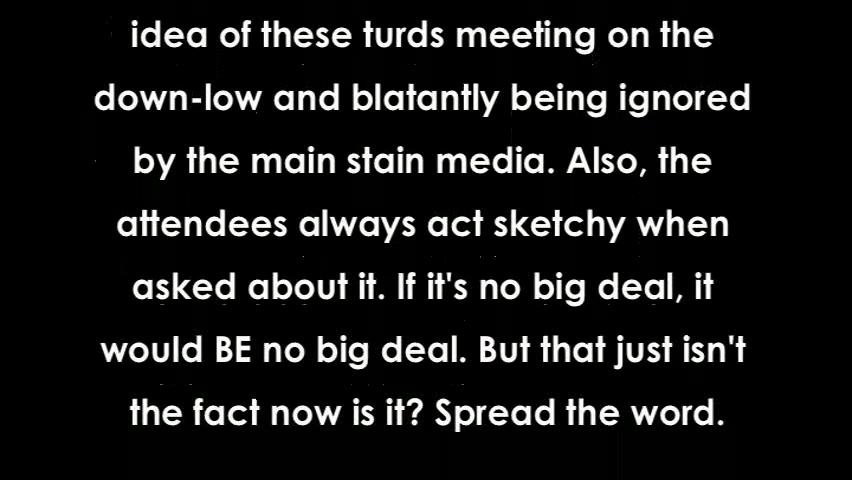 idea of these turds meeting on the
down-low and blatantly being ignored
by the main stain media. Also, the
attendees always act sketchy when
asked about it. If it's no big deal, it
would BE no big deal. But that just isn't
the fact now is it? Spread the word.